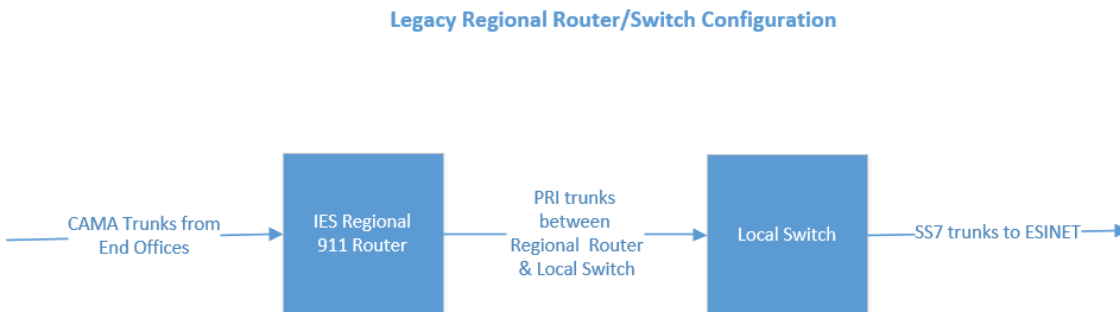 Legacy Regional Router/Switch Configuration
CAMA Trunks from
End Offices
IES Regional
911 Router
PRI trunks
between
Regional Router
& Local Switch
Local Switch
SS7 trunks to ESINET